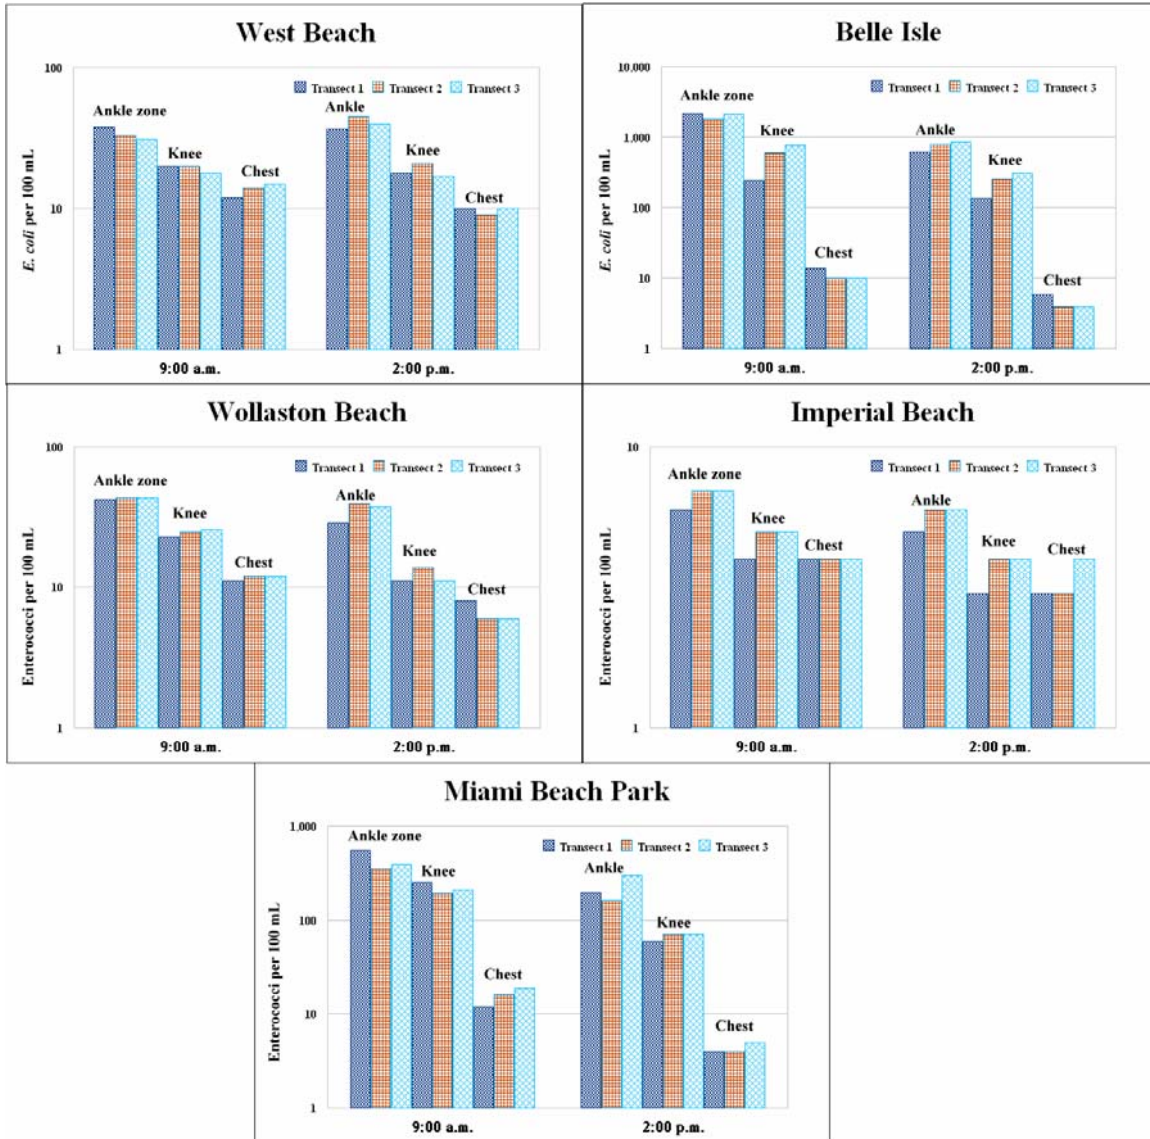 West Beach
100
10
1
E. coli per 100 mL
Transect 1 Transect 2 Transect 3
Ankle zone
Knee
Chest
Ankle
Knee
Chest
9:00 a.m. 2:00 p.m.
Belle Isle
10,000
1,000
100
10
1
E. coli per 100 mL
Transect 1 Transect 2 Transect 3
Ankle zone
Knee
Chest
Ankle
Knee
Chest
9:00 a.m. 2:00 p.m.
Wollaston Beach
100
10
1
Enterococci per 100 mL
Transect 1 Transect 2 Transect 3
Ankle zone
Knee
Chest
Ankle
Knee
Chest
9:00 a.m. 2:00 p.m.
Imperial Beach
10
1
Enterococci per 100 mL
Transect 1 Transect 2 Transect 3
Ankle zone
Knee
Chest
Ankle
Knee
Chest
9:00 a.m. 2:00 p.m.
Miami Beach Park
1,000
100
10
1
Enterococci per 100 mL
Transect 1 Transect 2 Transect 3
Ankle zone
Knee
Chest
Ankle
Knee
Chest
9:00 a.m. 2:00 p.m.